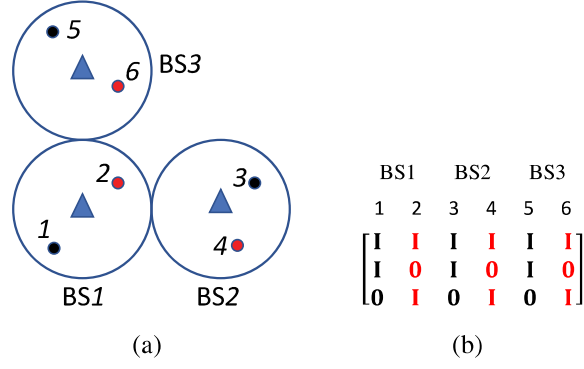 5
6
BS3
2
3
1
4
BS1
BS2
(a)
BS1 BS2 BS3
1 2 3 4 5 6
I I I I I I
I 0 I 0 I 0
0 I 0 I 0 I
(b)